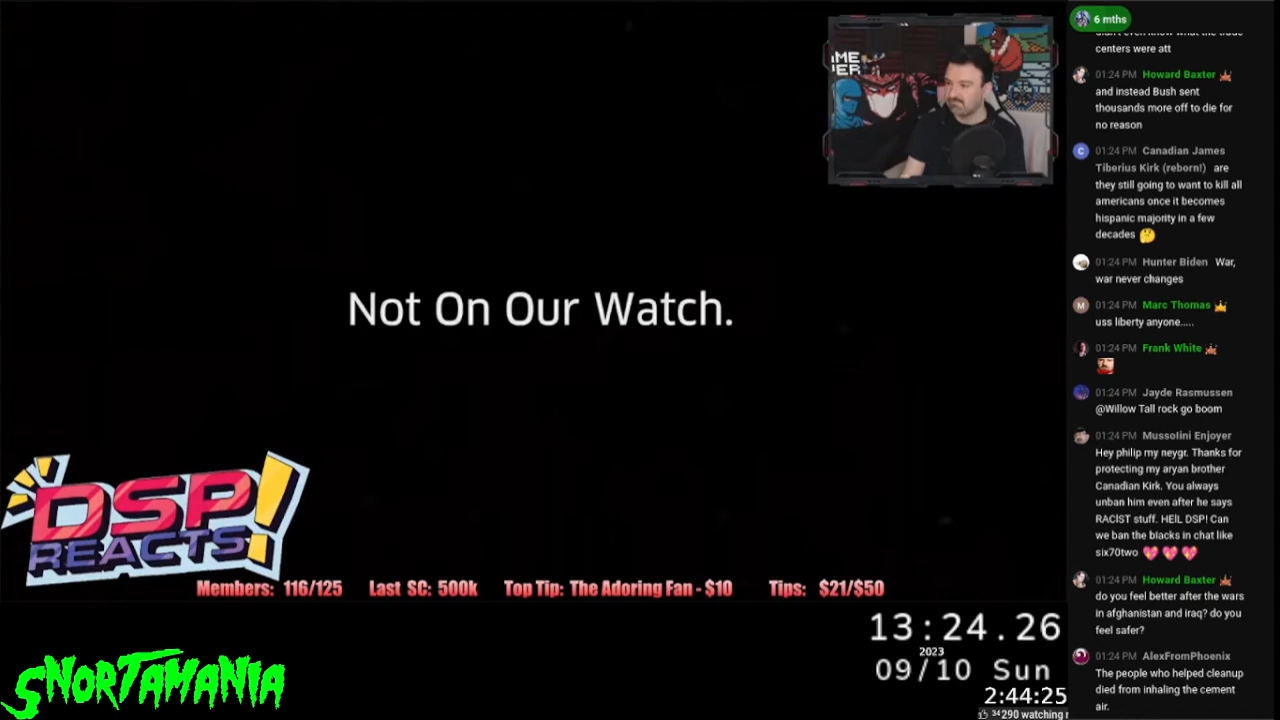 GAME
OVER
Not On Our Watch.
DSP!
REACTS
Members: 116/125 Last SC: 500k Top Tip: The Adoring Fan - $10 Tips: $21/$50
SNORTAMANIA
13:24.26
2023
09/10 Sun
2:44:25
34 290 watching
6 mths
didn't even know what the trade
centers were att
01:24 PM Howard Baxter
and instead Bush sent
thousands more off to die for
no reason
C 01:24 PM Canadian James
Tiberius Kirk (reborn!) are
they still going to want to kill all
americans once it becomes
hispanic majority in a few
decades 🤔
01:24 PM Hunter Biden War,
war never changes
M 01:24 PM Marc Thomas
uss liberty anyone.....
01:24 PM Frank White
01:24 PM Jayde Rasmussen
@Willow Tall rock go boom
01:24 PM Mussolini Enjoyer
Hey philip my neygr. Thanks for
protecting my aryan brother
Canadian Kirk. You always
unban him even after he says
RACIST stuff. HEIL DSP! Can
we ban the blacks in chat like
six70two 💖 💖 💖
01:24 PM Howard Baxter
do you feel better after the wars
in afghanistan and iraq? do you
feel safer?
01:24 PM AlexFromPhoenix
The people who helped cleanup
died from inhaling the cement
air.